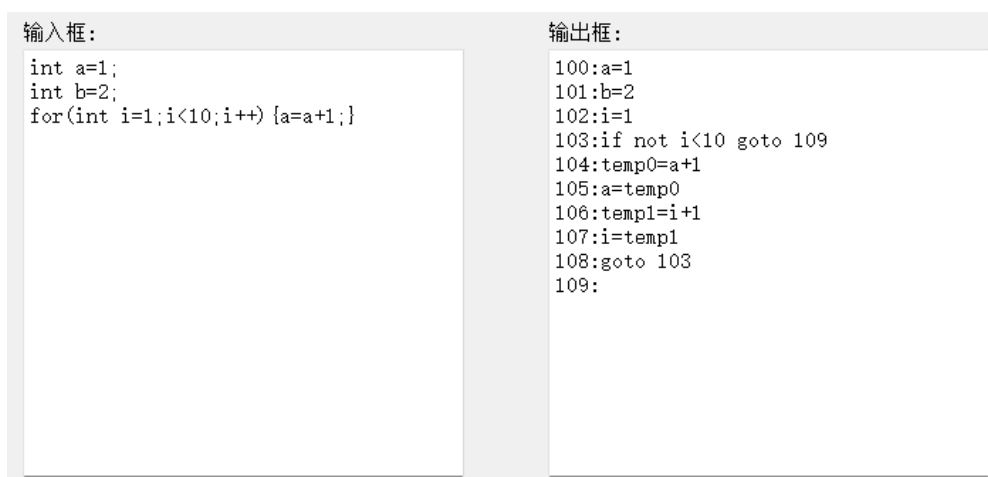 输入框:
int a=1;
int b=2;
for(int i=1;i<10;i++){a=a+1;}
输出框:
100:a=1
101:b=2
102:i=1
103:if not i<10 goto 109
104:temp0=a+1
105:a=temp0
106:temp1=i+1
107:i=temp1
108:goto 103
109: